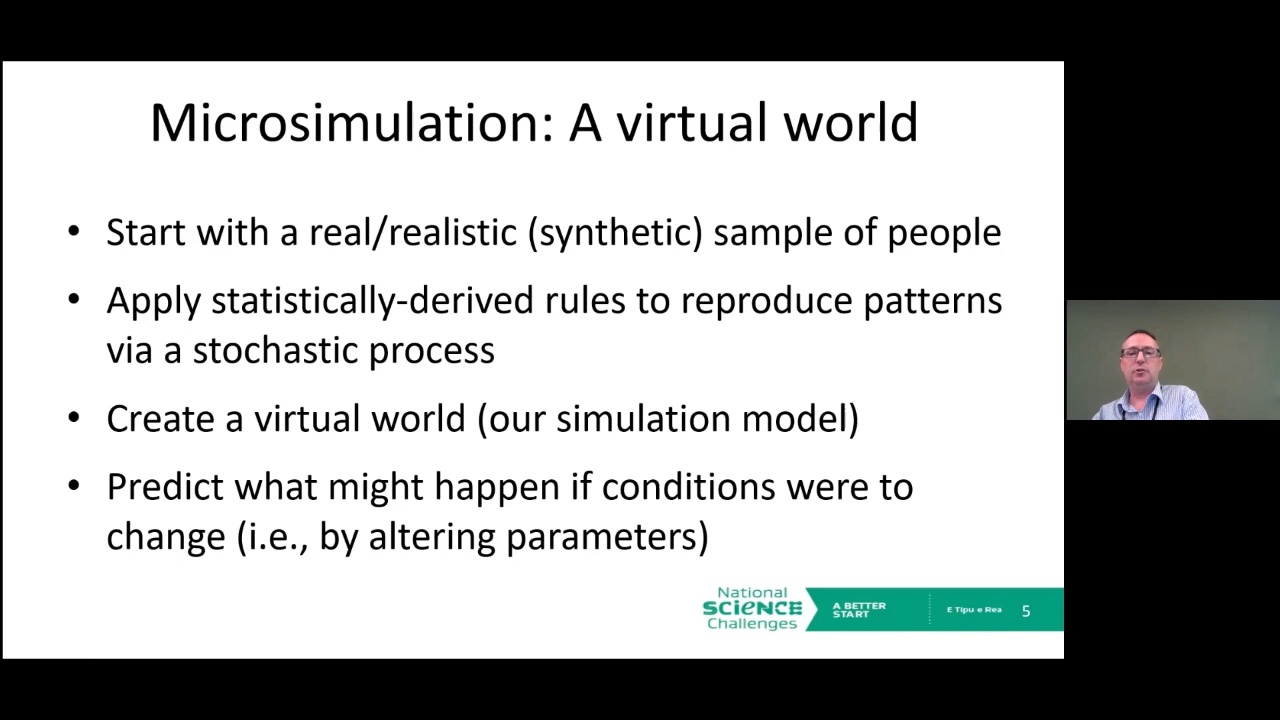 Microsimulation: A virtual world
• Start with a real/realistic (synthetic) sample of people
• Apply statistically-derived rules to reproduce patterns
via a stochastic process
• Create a virtual world (our simulation model)
• Predict what might happen if conditions were to
change (i.e., by altering parameters)
National
SCIENCE
Challenges
A BETTER
START
E Tipu e Rea
5